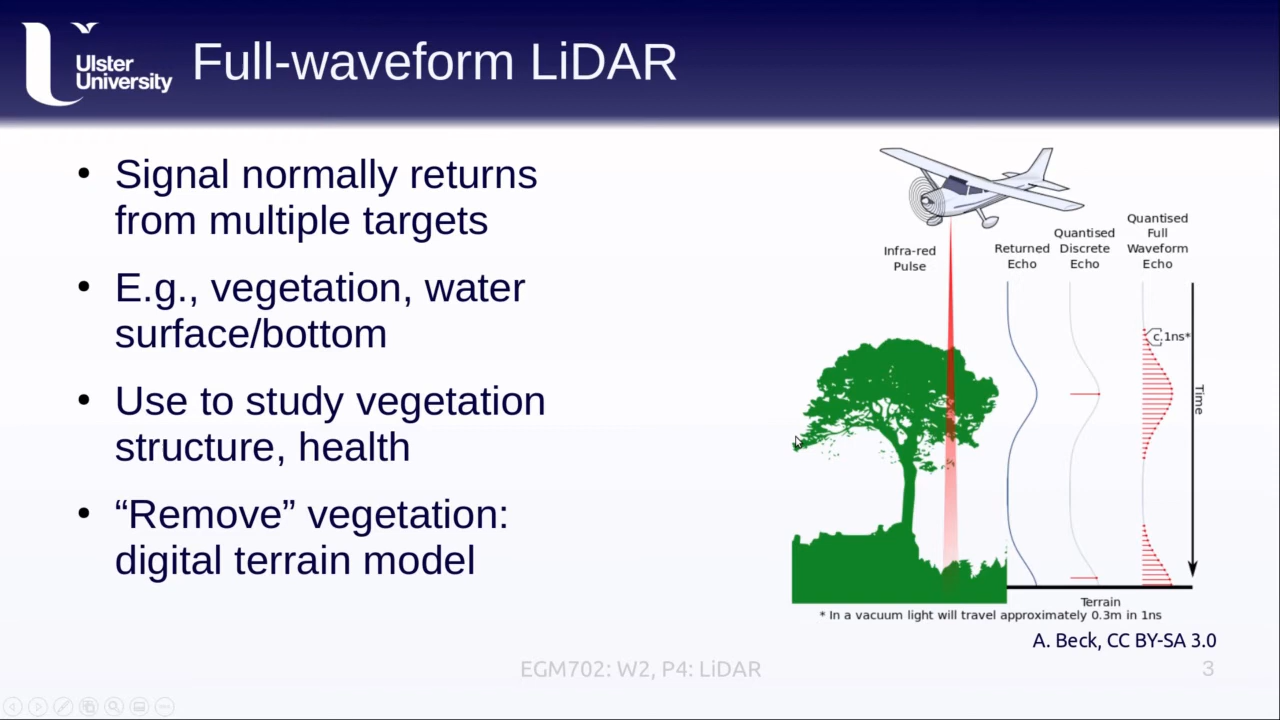 Ulster
University
Full-waveform LiDAR
• Signal normally returns
from multiple targets
• E.g., vegetation, water
surface/bottom
• Use to study vegetation
structure, health
• “Remove” vegetation:
digital terrain model
Infra-red
Pulse
Returned
Echo
Quantised
Discrete
Echo
Quantised
Full
Waveform
Echo
c.1ns*
Time
Terrain
* In a vacuum light will travel approximately 0.3m in 1ns
A. Beck, CC BY-SA 3.0
EGM702: W2, P4: LiDAR
3